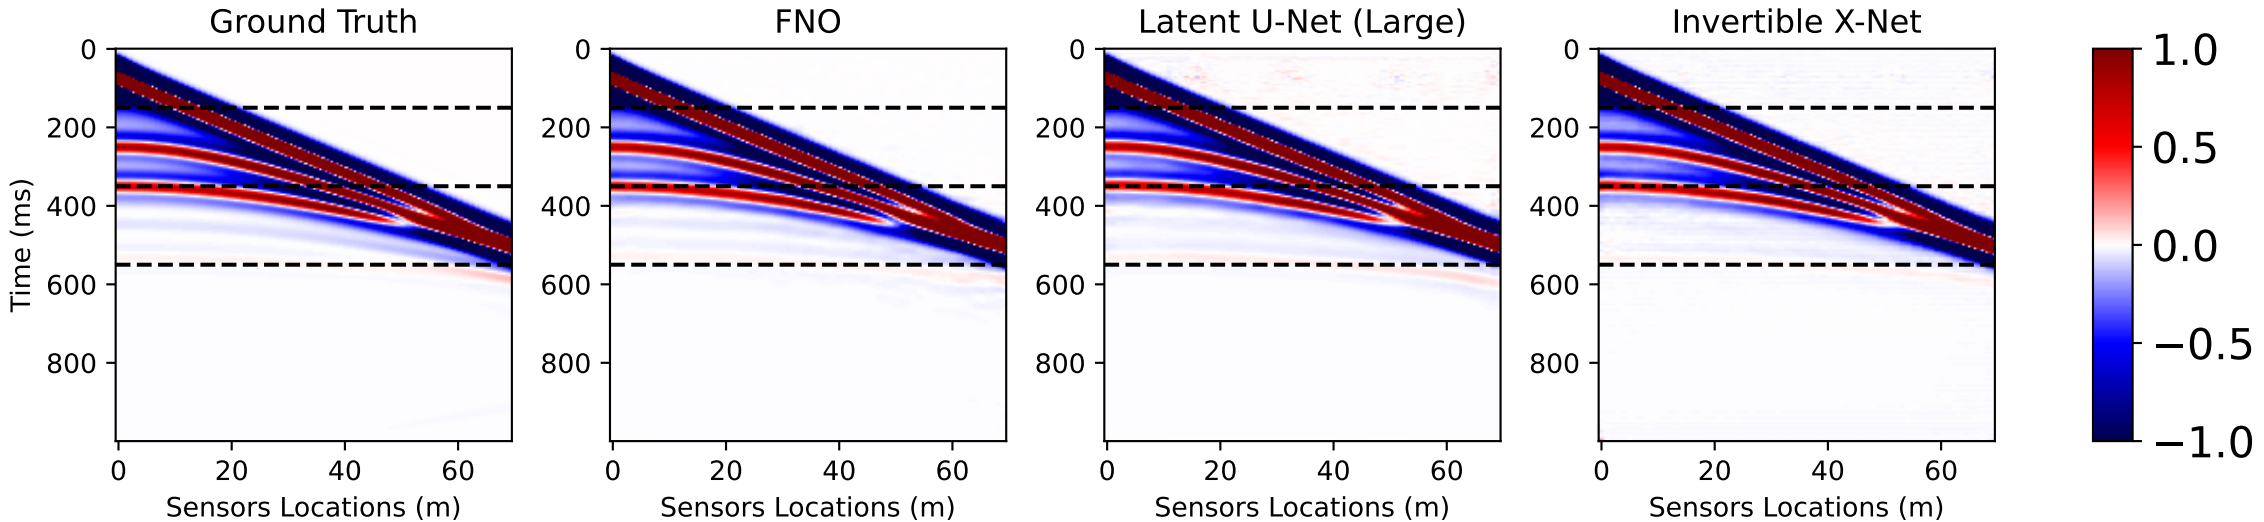 Ground Truth
FNO
Latent U-Net (Large)
Invertible X-Net
Time (ms)
0
200
400
600
800
0 20 40 60
Sensors Locations (m)
0
200
400
600
800
0 20 40 60
Sensors Locations (m)
0
200
400
600
800
0 20 40 60
Sensors Locations (m)
0
200
400
600
800
0 20 40 60
Sensors Locations (m)
1.0
0.5
0.0
−0.5
−1.0